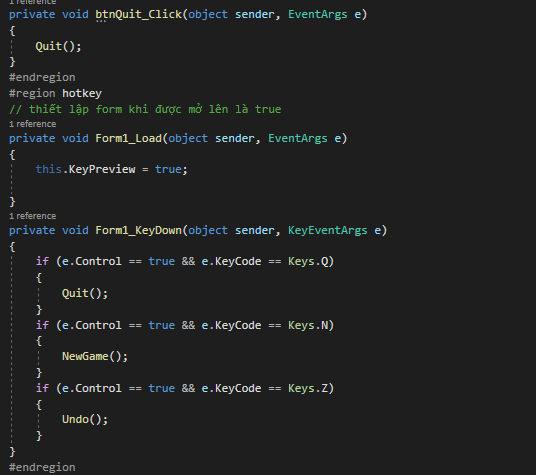 1 reference
private void btnQuit_Click(object sender, EventArgs e)
{
Quit();
}
#endregion
#region hotkey
// thiết lập form khi được mở lên là true
1 reference
private void Form1_Load(object sender, EventArgs e)
{
this.KeyPreview = true;
}
1 reference
private void Form1_KeyDown(object sender, KeyEventArgs e)
{
if (e.Control == true && e.KeyCode == Keys.Q)
{
Quit();
}
if (e.Control == true && e.KeyCode == Keys.N)
{
NewGame();
}
if (e.Control == true && e.KeyCode == Keys.Z)
{
Undo();
}
}
#endregion